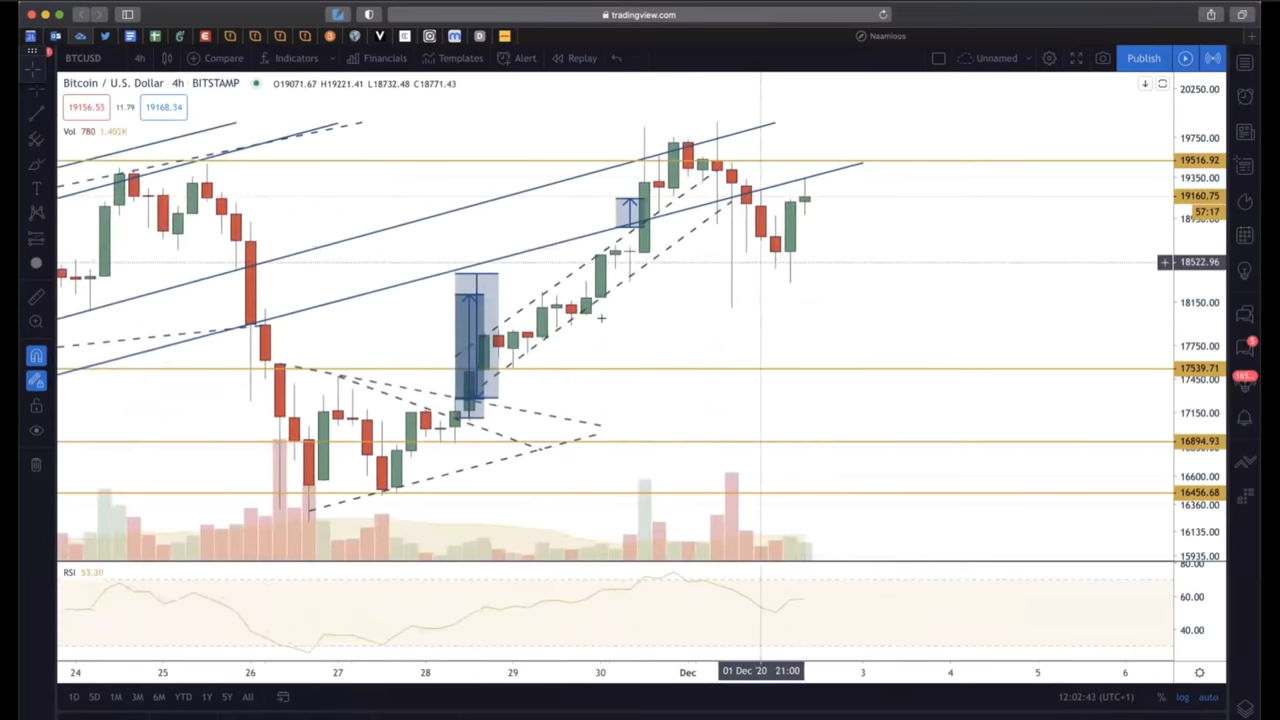 tradingview.com
Naamloos
BTCUSD 4h Compare Indicators Financials Templates Alert Replay Unnamed Publish
Bitcoin / U.S. Dollar 4h BITSTAMP O19071.67 H19221.41 L18732.48 C18771.43
19156.53 11.79 19168.34
Vol 780
20250.00
19750.00
19516.92
19350.00
19160.75
57:17
18522.96
18150.00
17750.00
17539.71
17450.00
17150.00
16894.93
16600.00
16456.68
16360.00
16135.00
15935.00
80.00
RSI 53.30
60.00
40.00
24 25 26 27 28 29 30 Dec 01 Dec '20 21:00 3 4 5 6
1D 5D 1M 3M 6M YTD 1Y 5Y All 12:02:43 (UTC+1) % log auto